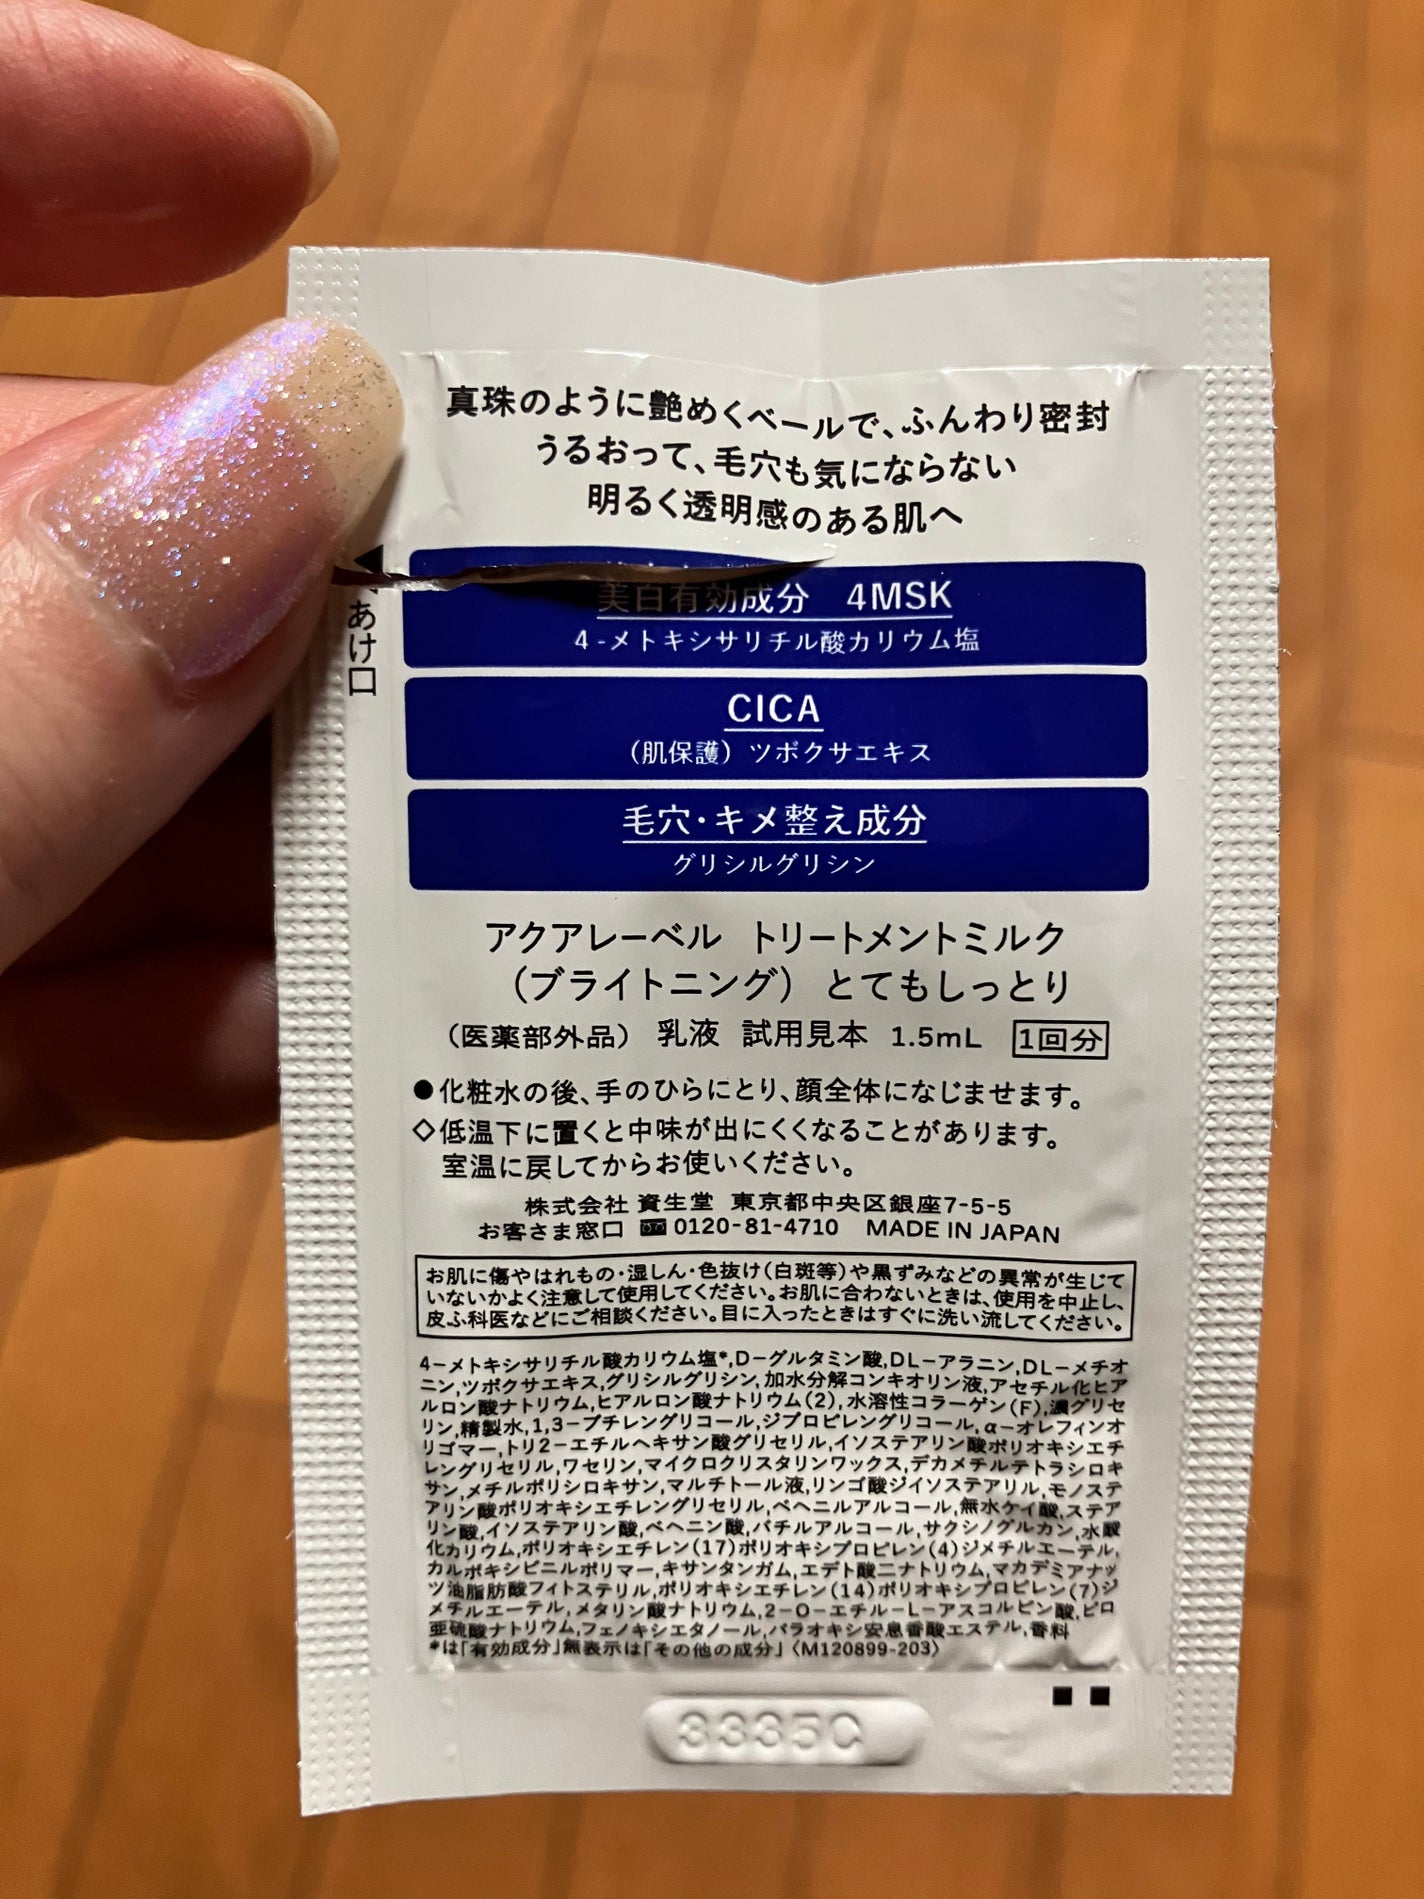 真珠のように艶めくベールで、ふんわり密封
うるおって、毛穴も気にならない
明るく透明感のある肌へ
あけ口
美白有効成分 4MSK
4-メトキシサリチル酸カリウム塩
CICA
（肌保護）ツボクサエキス
毛穴・キメ整え成分
グリシルグリシン
アクアレーベル トリートメントミルク
（ブライトニング） とてもしっとり
（医薬部外品） 乳液 試用見本 1.5mL 1回分
●化粧水の後、手のひらにとり、顔全体になじませます。
◇低温下に置くと中味が出にくくなることがあります。
室温に戻してからお使いください。
株式会社 資生堂 東京都中央区銀座7-5-5
お客さま窓口 0120-81-4710 MADE IN JAPAN
お肌に傷やはれもの・湿しん・色抜け（白斑等）や黒ずみなどの異常が生じて
いないかよく注意して使用してください。お肌に合わないときは、使用を中止し、
皮ふ科医などにご相談ください。目に入ったときはすぐに洗い流してください。
4-メトキシサリチル酸カリウム塩*,D-グルタミン酸,DL-アラニン,DL-メチオ
ニン,ツボクサエキス,グリシルグリシン,加水分解コンキオリン液,アセチル化ヒア
ルロン酸ナトリウム,ヒアルロン酸ナトリウム(2),水溶性コラーゲン(F),濃グリセ
リン,精製水,1,3-ブチレングリコール,ジプロピレングリコール,α-オレフィンオ
リゴマー,トリ2-エチルヘキサン酸グリセリル,イソステアリン酸ポリオキシエチ
レングリセリル,ワセリン,マイクロクリスタリンワックス,デカメチルテトラシロキ
サン,メチルポリシロキサン,マルチトール液,リンゴ酸ジイソステアリル,モノステ
アリン酸ポリオキシエチレングリセリル,ベヘニルアルコール,無水ケイ酸,ステア
リン酸,イソステアリン酸,ベヘニン酸,バチルアルコール,サクシノグルカン,水酸
化カリウム,ポリオキシエチレン(17)ポリオキシプロピレン(4)ジメチルエーテル,
カルボキシビニルポリマー,キサンタンガム,エデト酸二ナトリウム,マカデミアナッ
ツ油脂肪酸フィトステリル,ポリオキシエチレン(14)ポリオキシプロピレン(7)ジ
メチルエーテル,メタリン酸ナトリウム,2-O-エチル-L-アスコルビン酸,ピロ
亜硫酸ナトリウム,フェノキシエタノール,パラオキシ安息香酸エステル,香料
*は「有効成分」無表示は「その他の成分」〈M120899-203〉
3335C